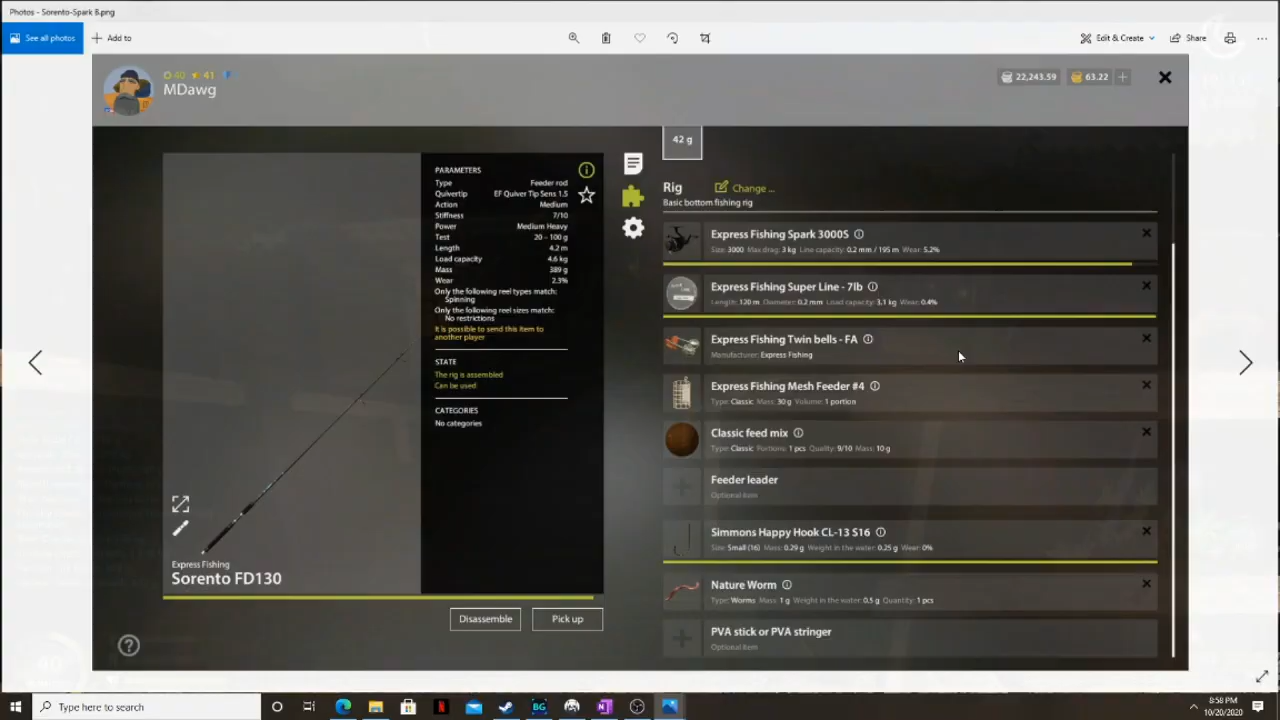 Photos - Sorento-Spark B.png
See all photos
Add to
Edit & Create
Share
40 41
MDawg
22,243.59
63.22
42 g
PARAMETERS
Type Feeder rod
Quivertip EF Quiver Tip Sens 1.5
Action Medium
Stiffness 7/10
Power Medium Heavy
Test 20 - 100 g
Length 4.2 m
Load capacity 4.6 kg
Mass 389 g
Wear 2.3%
Only the following reel types match:
Spinning
Only the following reel sizes match:
No restrictions
It is possible to send this item to
another player
STATE
The rig is assembled
Can be used
CATEGORIES
No categories
Express Fishing
Sorento FD130
Disassemble
Pick up
Rig
Change ...
Basic bottom fishing rig
Express Fishing Spark 3000S
Size: 3000 Max drag: 3 kg Line capacity: 0.2 mm / 195 m Wear: 5.2%
Express Fishing Super Line - 7lb
Length: 120 m Diameter: 0.2 mm Load capacity: 3.1 kg Wear: 0.4%
Express Fishing Twin bells - FA
Manufacturer: Express Fishing
Express Fishing Mesh Feeder #4
Type: Classic Mass: 30 g Volume: 1 portion
Classic feed mix
Type: Classic Portions: 1 pcs Quality: 9/10 Mass: 10 g
Feeder leader
Optional item
Simmons Happy Hook CL-13 S16
Size: Small (16) Mass: 0.29 g Weight in the water: 0.25 g Wear: 0%
Nature Worm
Type: Worms Mass: 1 g Weight in the water: 0.5 g Quantity: 1 pcs
PVA stick or PVA stringer
Optional item
Type here to search
8:58 PM
10/20/2020